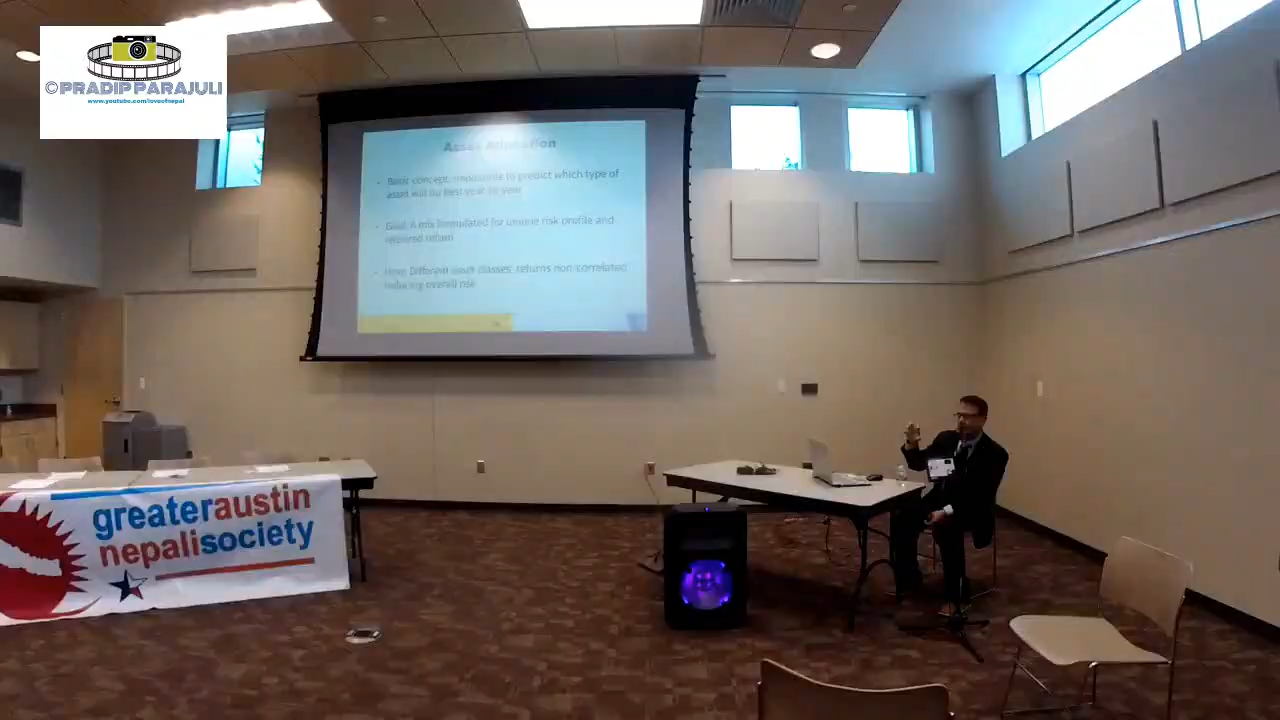 ©PRADIP PARAJULI
www.youtube.com/loveofnepal
Asset Allocation
Basic concept, impossible to predict which type of
asset will do best year to year
Goal: A mix formulated for unique risk profile and
required return
How: Different asset classes' returns non-correlated
reducing overall risk
greateraustin
nepalisociety